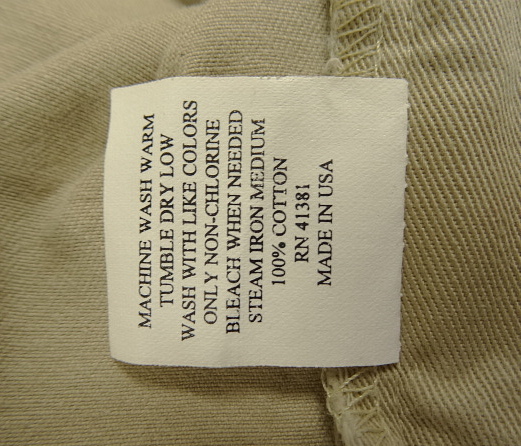 MACHINE WASH WARM
TUMBLE DRY LOW
WASH WITH LIKE COLORS
ONLY NON-CHLORINE
BLEACH WHEN NEEDED
STEAM IRON MEDIUM
100% COTTON
RN 41381
MADE IN USA